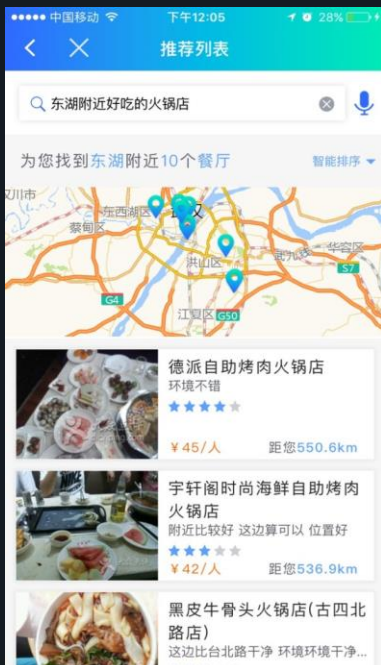 中国移动
下午12:05
28%
推荐列表
东湖附近好吃的火锅店
为您找到东湖附近10个餐厅
智能排序
汉川市
东西湖区
武汉
蔡甸区
洪山区
华容区
武九
S7
G4
江夏区
G50
德派自助烤肉火锅店
环境不错
¥45/人
距您550.6km
宇轩阁时尚海鲜自助烤肉
火锅店
附近比较好 这边算可以 位置好
¥42/人
距您536.9km
黑皮牛骨头火锅店(古四北
路店)
这边比台北路干净 环境环境干净...